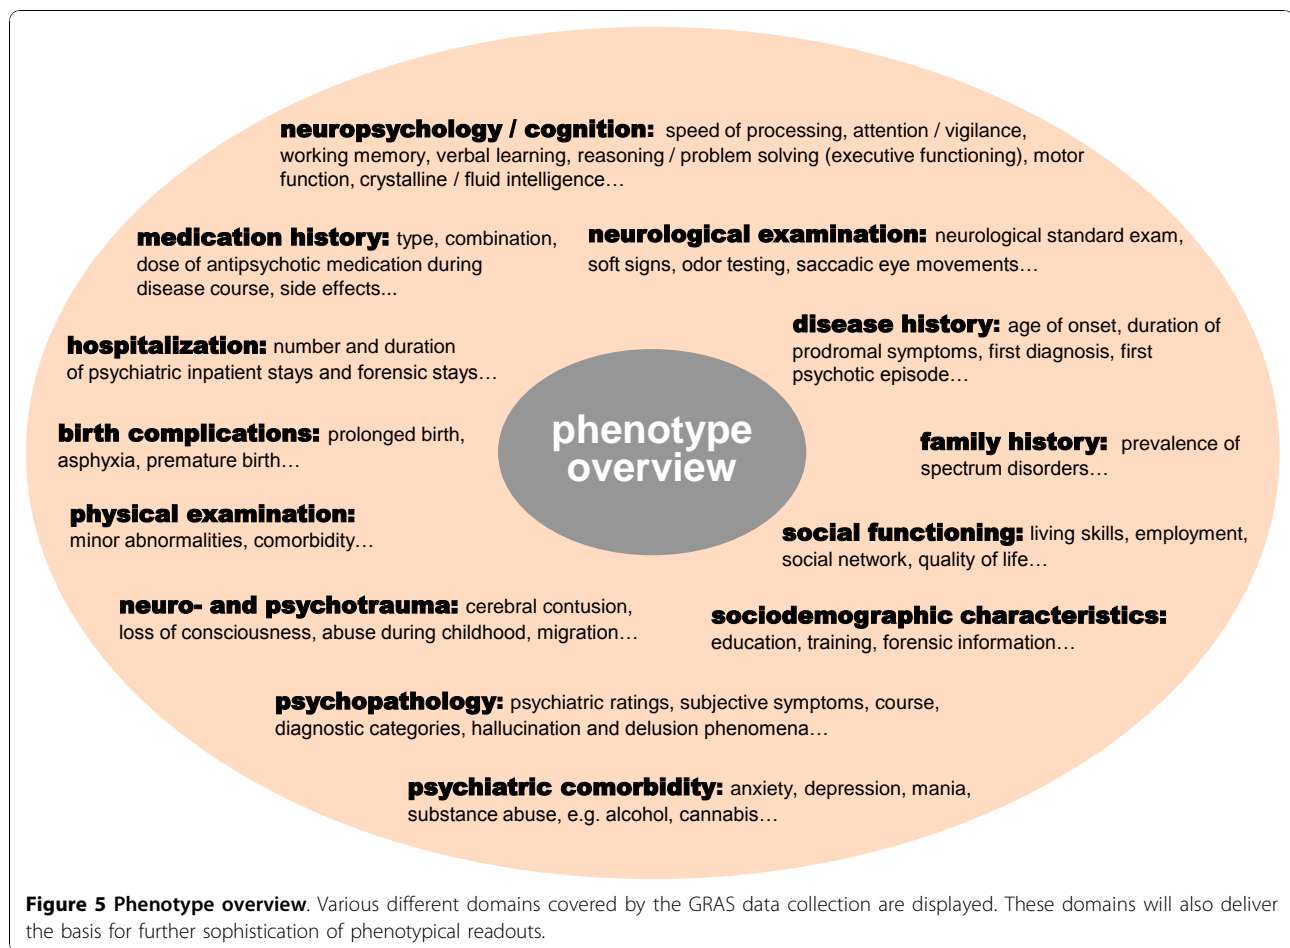 neuropsychology / cognition: speed of processing, attention / vigilance,
working memory, verbal learning, reasoning / problem solving (executive functioning), motor
function, crystalline / fluid intelligence…
medication history: type, combination,
dose of antipsychotic medication during
disease course, side effects...
neurological examination: neurological standard exam,
soft signs, odor testing, saccadic eye movements…
disease history: age of onset, duration of
prodromal symptoms, first diagnosis, first
psychotic episode…
hospitalization: number and duration
of psychiatric inpatient stays and forensic stays…
phenotype
overview
birth complications: prolonged birth,
asphyxia, premature birth…
family history: prevalence of
spectrum disorders…
physical examination:
minor abnormalities, comorbidity…
social functioning: living skills, employment,
social network, quality of life…
neuro- and psychotrauma: cerebral contusion,
loss of consciousness, abuse during childhood, migration…
sociodemographic characteristics:
education, training, forensic information…
psychopathology: psychiatric ratings, subjective symptoms, course,
diagnostic categories, hallucination and delusion phenomena…
psychiatric comorbidity: anxiety, depression, mania,
substance abuse, e.g. alcohol, cannabis…
Figure 5 Phenotype overview. Various different domains covered by the GRAS data collection are displayed. These domains will also deliver
the basis for further sophistication of phenotypical readouts.